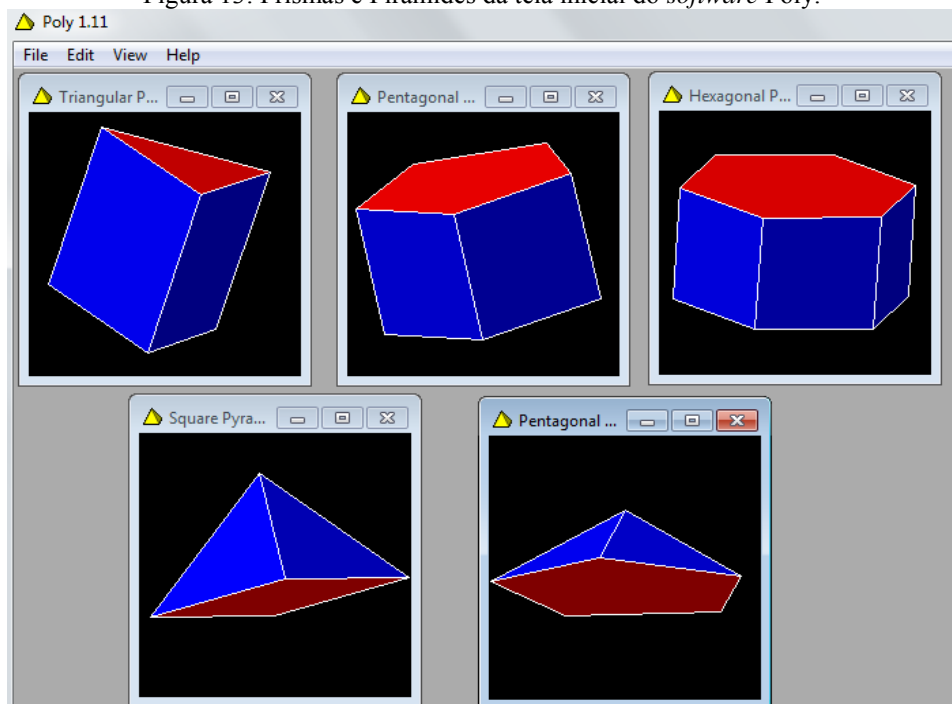 Figura 15: Prismas e Pirâmides da tela inicial do software Poly.
Poly 1.11
File Edit View Help
Triangular P... Pentagonal ... Hexagonal P...
Square Pyra... Pentagonal ...